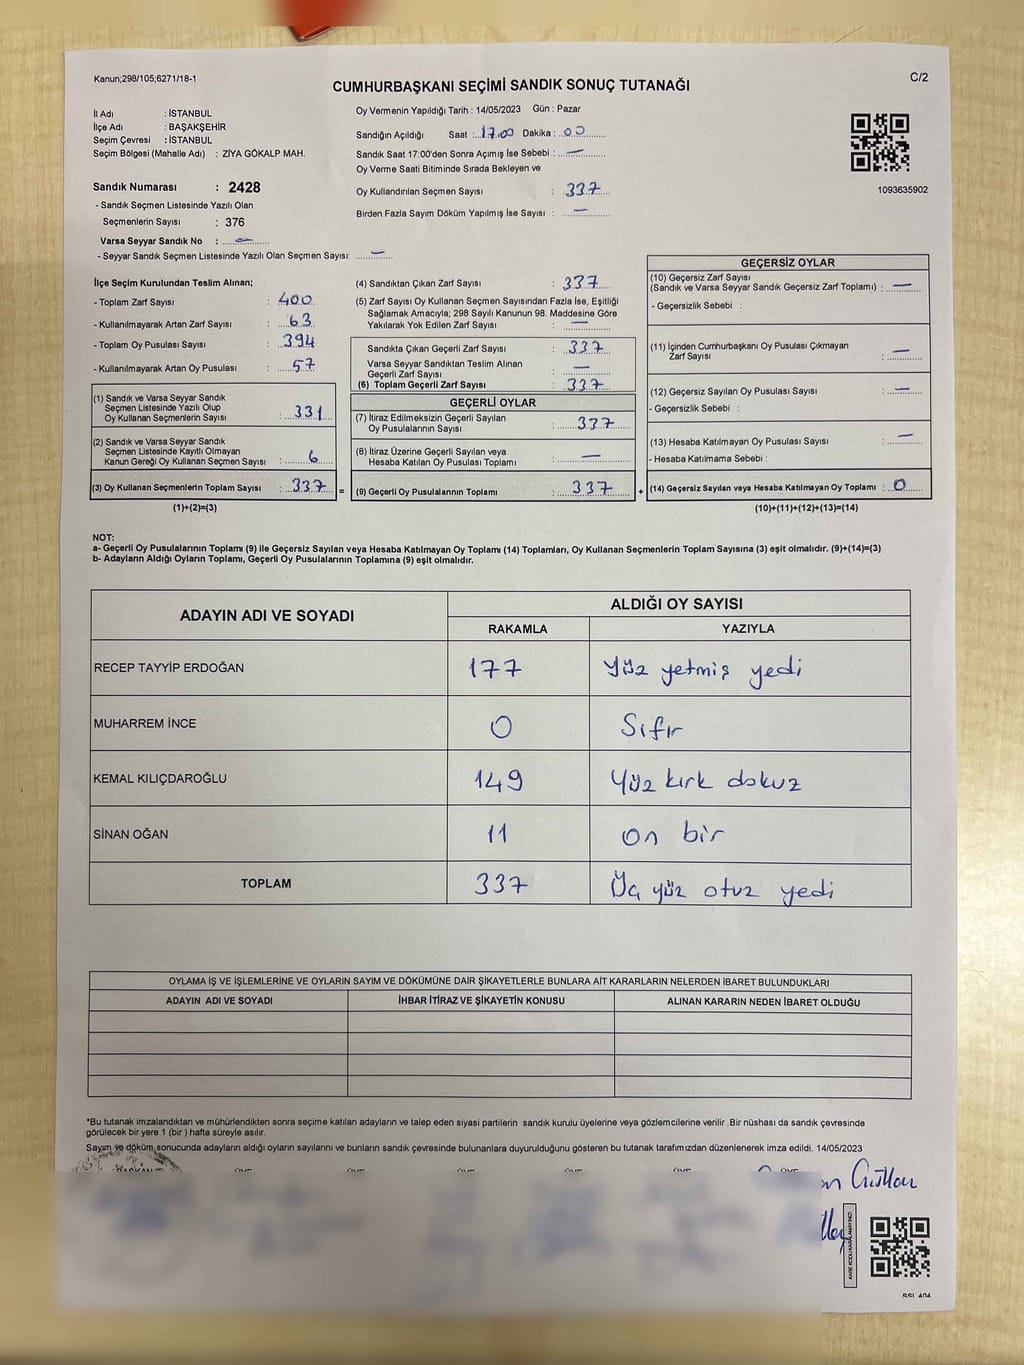 Kanun;298/105;6271/18-1
C/2
CUMHURBAŞKANI SEÇİMİ SANDIK SONUÇ TUTANAĞI
İl Adı : İSTANBUL
İlçe Adı : BAŞAKŞEHİR
Seçim Çevresi : İSTANBUL
Seçim Bölgesi (Mahalle Adı) : ZİYA GÖKALP MAH.
Sandık Numarası : 2428
- Sandık Seçmen Listesinde Yazılı Olan
Seçmenlerin Sayısı : 376
Varsa Seyyar Sandık No : —
- Seyyar Sandık Seçmen Listesinde Yazılı Olan Seçmen Sayısı: —
Oy Vermenin Yapıldığı Tarih : 14/05/2023 Gün : Pazar
Sandığın Açıldığı Saat : 17.00 Dakika : 00
Sandık Saat 17:00'den Sonra Açımış İse Sebebi : —
Oy Verme Saati Bitiminde Sırada Bekleyen ve
Oy Kullandırılan Seçmen Sayısı : 337
Birden Fazla Sayım Döküm Yapılmış İse Sayısı : —
1093635902
İlçe Seçim Kurulundan Teslim Alınan;
- Toplam Zarf Sayısı : 400
- Kullanılmayarak Artan Zarf Sayısı : 63
- Toplam Oy Pusulası Sayısı : 394
- Kullanılmayarak Artan Oy Pusulası : 57
(1) Sandık ve Varsa Seyyar Sandık
Seçmen Listesinde Yazılı Olup
Oy Kullanan Seçmenlerin Sayısı : 331
(2) Sandık ve Varsa Seyyar Sandık
Seçmen Listesinde Kayıtlı Olmayan
Kanun Gereği Oy Kullanan Seçmen Sayısı : 6
(3) Oy Kullanan Seçmenlerin Toplam Sayısı : 337 =
(1)+(2)=(3)
(4) Sandıktan Çıkan Zarf Sayısı : 337
(5) Zarf Sayısı Oy Kullanan Seçmen Sayısından Fazla İse, Eşitliği
Sağlamak Amacıyla; 298 Sayılı Kanunun 98. Maddesine Göre
Yakılarak Yok Edilen Zarf Sayısı : —
Sandıkta Çıkan Geçerli Zarf Sayısı : 337
Varsa Seyyar Sandıktan Teslim Alınan
Geçerli Zarf Sayısı : —
(6) Toplam Geçerli Zarf Sayısı : 337
GEÇERLİ OYLAR
(7) İtiraz Edilmeksizin Geçerli Sayılan
Oy Pusulalarının Sayısı : 337
(8) İtiraz Üzerine Geçerli Sayılan veya
Hesaba Katılan Oy Pusulası Toplamı : —
(9) Geçerli Oy Pusulalarının Toplamı : 337 +
GEÇERSİZ OYLAR
(10) Geçersiz Zarf Sayısı
(Sandık ve Varsa Seyyar Sandık Geçersiz Zarf Toplamı) : —
- Geçersizlik Sebebi :
(11) İçinden Cumhurbaşkanı Oy Pusulası Çıkmayan
Zarf Sayısı : —
(12) Geçersiz Sayılan Oy Pusulası Sayısı : —
- Geçersizlik Sebebi :
(13) Hesaba Katılmayan Oy Pusulası Sayısı : —
- Hesaba Katılmama Sebebi :
(14) Geçersiz Sayılan veya Hesaba Katılmayan Oy Toplamı : 0
(10)+(11)+(12)+(13)=(14)
NOT:
a- Geçerli Oy Pusulalarının Toplamı (9) ile Geçersiz Sayılan veya Hesaba Katılmayan Oy Toplamı (14) Toplamları, Oy Kullanan Seçmenlerin Toplam Sayısına (3) eşit olmalıdır. (9)+(14)=(3)
b- Adayların Aldığı Oyların Toplamı, Geçerli Oy Pusulalarının Toplamına (9) eşit olmalıdır.
ADAYIN ADI VE SOYADI
ALDIĞI OY SAYISI
RAKAMLA YAZIYLA
RECEP TAYYİP ERDOĞAN 177 Yüz yetmiş yedi
MUHARREM İNCE 0 Sıfır
KEMAL KILIÇDAROĞLU 149 Yüz kırk dokuz
SİNAN OĞAN 11 on bir
TOPLAM 337 Üç yüz otuz yedi
OYLAMA İŞ VE İŞLEMLERİNE VE OYLARIN SAYIM VE DÖKÜMÜNE DAİR ŞİKAYETLERLE BUNLARA AİT KARARLARIN NELERDEN İBARET BULUNDUKLARI
ADAYIN ADI VE SOYADI İHBAR İTİRAZ VE ŞİKAYETİN KONUSU ALINAN KARARIN NEDEN İBARET OLDUĞU
*Bu tutanak imzalandıktan ve mühürlendikten sonra seçime katılan adayların ve talep eden siyasi partilerin sandık kurulu üyelerine veya gözlemcilerine verilir .Bir nüshası da sandık çevresinde
görülecek bir yere 1 (bir ) hafta süreyle asılır.
Sayım ve döküm sonucunda adayların aldığı oyların sayılarını ve bunların sandık çevresinde bulunanlara duyurulduğunu gösteren bu tutanak tarafımızdan düzenlenerek imza edildi. 14/05/2023